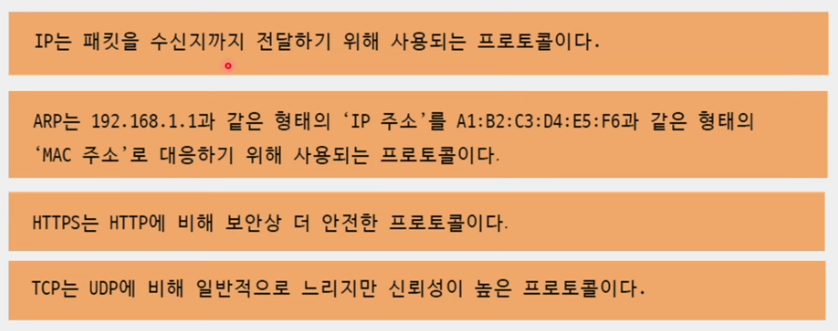 IP는 패킷을 수신지까지 전달하기 위해 사용되는 프로토콜이다.
ARP는 192.168.1.1과 같은 형태의 ‘IP 주소’를 A1:B2:C3:D4:E5:F6과 같은 형태의
‘MAC 주소’로 대응하기 위해 사용되는 프로토콜이다.
HTTPS는 HTTP에 비해 보안상 더 안전한 프로토콜이다.
TCP는 UDP에 비해 일반적으로 느리지만 신뢰성이 높은 프로토콜이다.